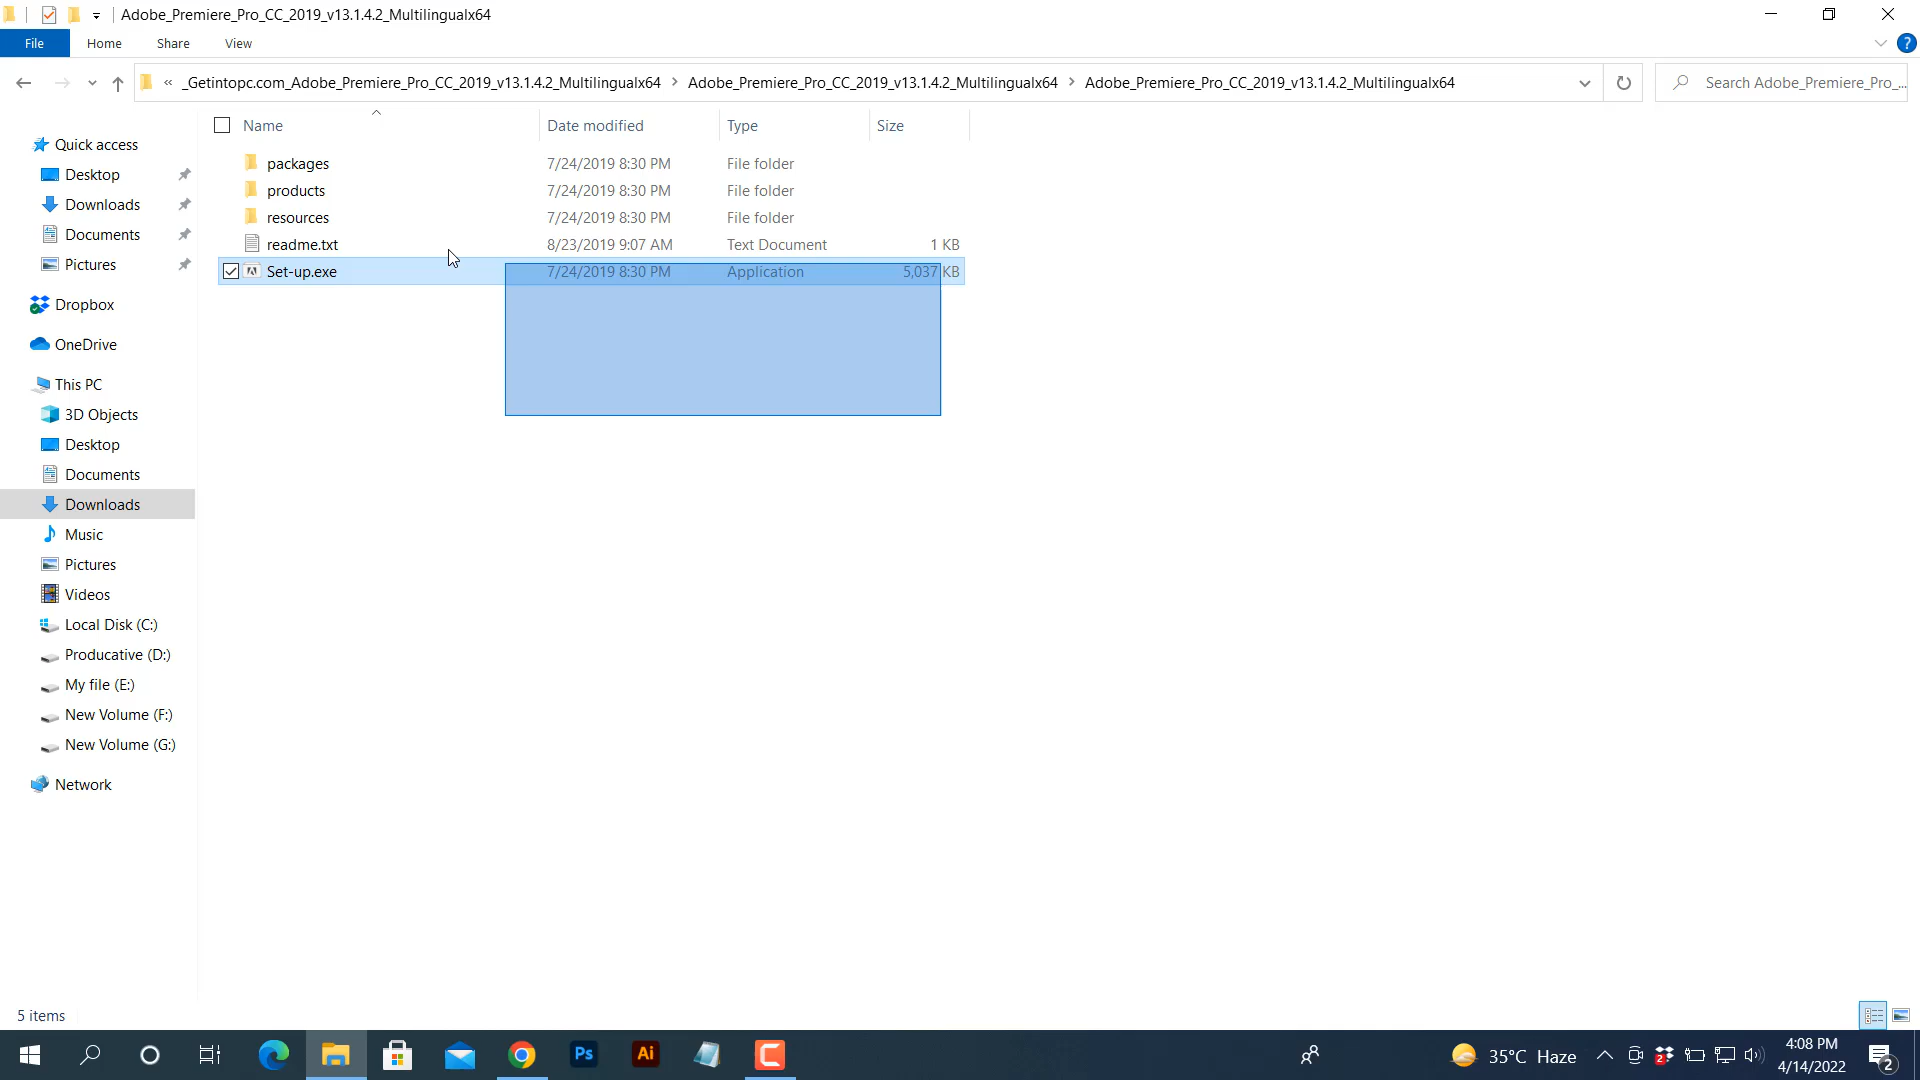 Adobe_Premiere_Pro_CC_2019_v13.1.4.2_Multilingualx64
File Home Share View
« _Getintopc.com_Adobe_Premiere_Pro_CC_2019_v13.1.4.2_Multilingualx64 > Adobe_Premiere_Pro_CC_2019_v13.1.4.2_Multilingualx64 > Adobe_Premiere_Pro_CC_2019_v13.1.4.2_Multilingualx64 Search Adobe_Premiere_Pro_...
Name Date modified Type Size
packages 7/24/2019 8:30 PM File folder
products 7/24/2019 8:30 PM File folder
resources 7/24/2019 8:30 PM File folder
readme.txt 8/23/2019 9:07 AM Text Document 1 KB
Set-up.exe 7/24/2019 8:30 PM Application 5,037 KB
Quick access
Desktop
Downloads
Documents
Pictures
Dropbox
OneDrive
This PC
3D Objects
Desktop
Documents
Downloads
Music
Pictures
Videos
Local Disk (C:)
Producative (D:)
My file (E:)
New Volume (F:)
New Volume (G:)
Network
5 items
Ps Ai 35°C Haze 2 4:08 PM
4/14/2022 2